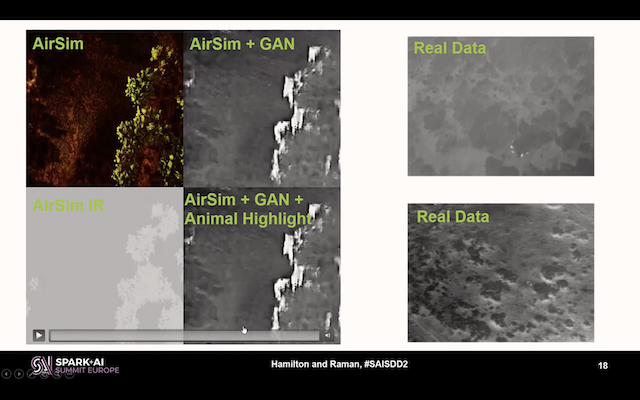 AirSim
AirSim + GAN
Real Data
AirSim IR
AirSim + GAN +
Animal Highlight
Real Data
SPARK+AI
SUMMIT EUROPE
Hamilton and Raman, #SAISDD2
18